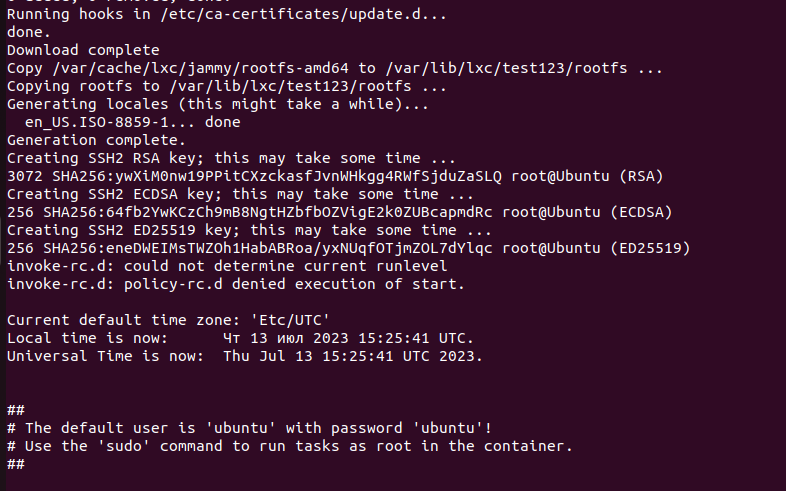 Running hooks in /etc/ca-certificates/update.d...
done.
Download complete
Copy /var/cache/lxc/jammy/rootfs-amd64 to /var/lib/lxc/test123/rootfs ...
Copying rootfs to /var/lib/lxc/test123/rootfs ...
Generating locales (this might take a while)...
  en_US.ISO-8859-1... done
Generation complete.
Creating SSH2 RSA key; this may take some time ...
3072 SHA256:ywXiM0nw19PPitCXzckasfJvnWHkgg4RWfSjduZaSLQ root@Ubuntu (RSA)
Creating SSH2 ECDSA key; this may take some time ...
256 SHA256:64fb2YwKCzCh9mB8NgtHZbfbOZVigE2k0ZUBcapmdRc root@Ubuntu (ECDSA)
Creating SSH2 ED25519 key; this may take some time ...
256 SHA256:eneDWEIMsTWZOh1HabABRoa/yxNUqfOTjmZOL7dYlqc root@Ubuntu (ED25519)
invoke-rc.d: could not determine current runlevel
invoke-rc.d: policy-rc.d denied execution of start.
Current default time zone: 'Etc/UTC'
Local time is now:      Чт 13 июл 2023 15:25:41 UTC.
Universal Time is now:  Thu Jul 13 15:25:41 UTC 2023.
##
# The default user is 'ubuntu' with password 'ubuntu'!
# Use the 'sudo' command to run tasks as root in the container.
##